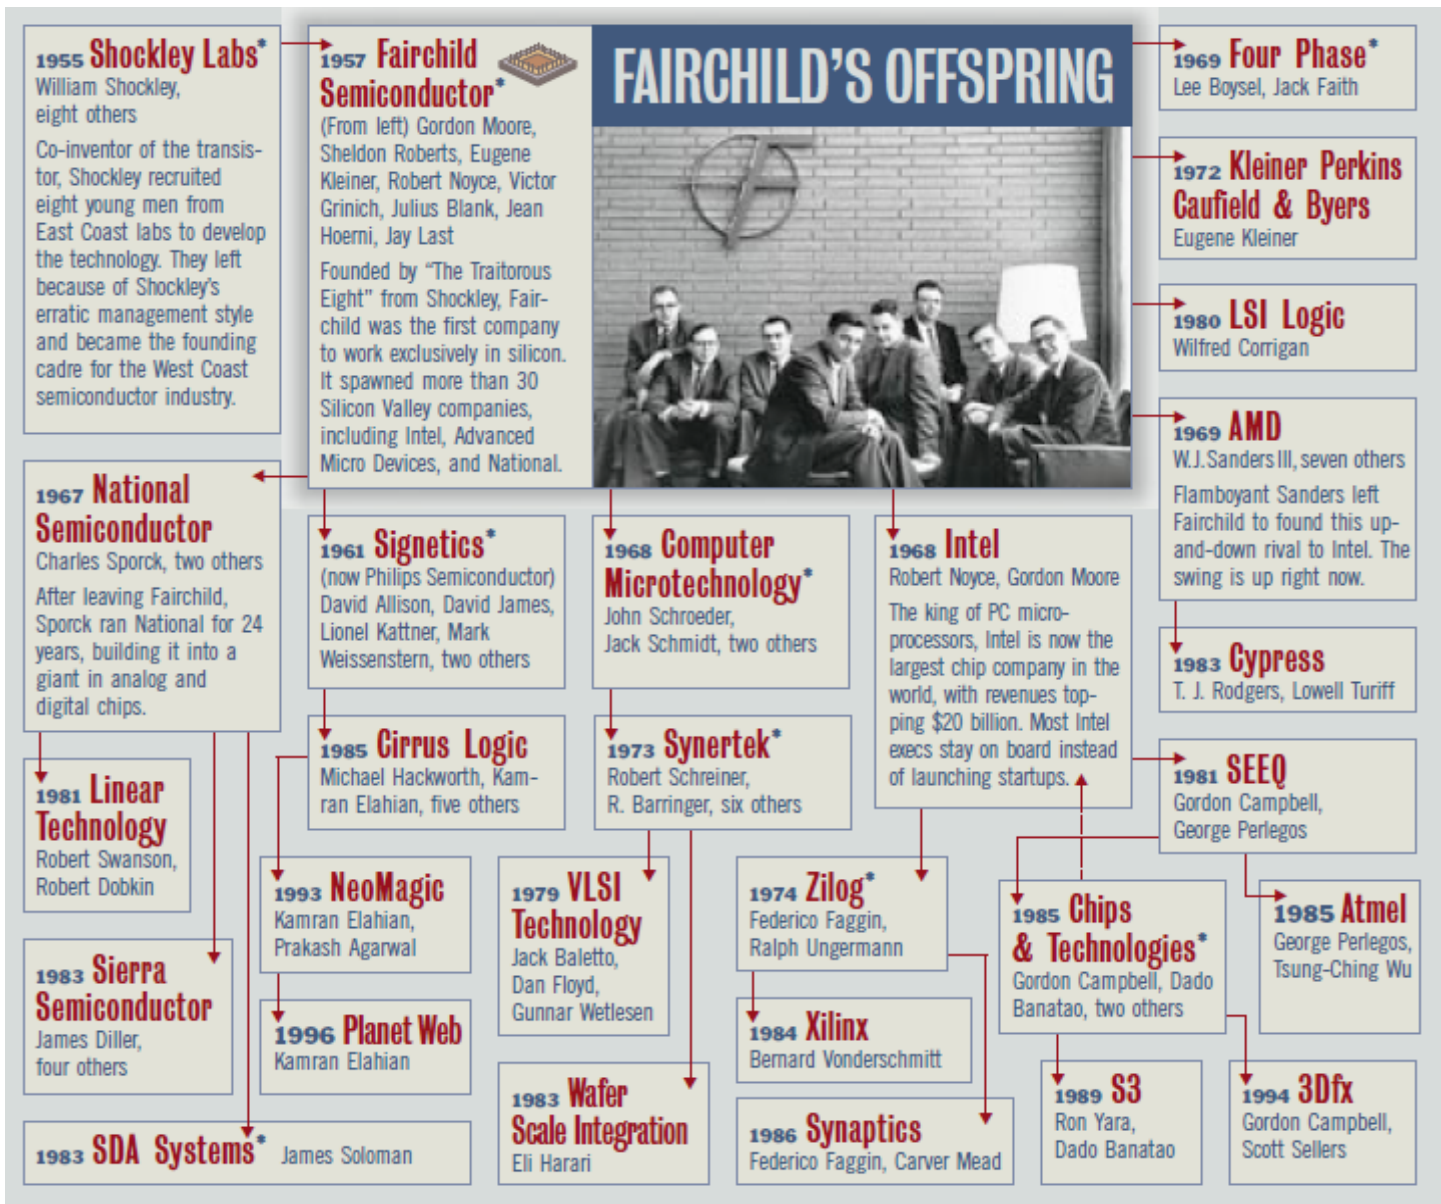 1955 Shockley Labs*
William Shockley,
eight others
Co-inventor of the transis-
tor, Shockley recruited
eight young men from
East Coast labs to develop
the technology. They left
because of Shockley's
erratic management style
and became the founding
cadre for the West Coast
semiconductor industry.
1957 Fairchild
Semiconductor*
(From left) Gordon Moore,
Sheldon Roberts, Eugene
Kleiner, Robert Noyce, Victor
Grinich, Julius Blank, Jean
Hoerni, Jay Last
Founded by “The Traitorous
Eight” from Shockley, Fair-
child was the first company
to work exclusively in silicon.
It spawned more than 30
Silicon Valley companies,
including Intel, Advanced
Micro Devices, and National.
FAIRCHILD'S OFFSPRING
1969 Four Phase*
Lee Boysel, Jack Faith
1972 Kleiner Perkins
Caufield & Byers
Eugene Kleiner
1980 LSI Logic
Wilfred Corrigan
1969 AMD
W.J.Sanders III, seven others
Flamboyant Sanders left
Fairchild to found this up-
and-down rival to Intel. The
swing is up right now.
1967 National
Semiconductor
Charles Sporck, two others
After leaving Fairchild,
Sporck ran National for 24
years, building it into a
giant in analog and
digital chips.
1961 Signetics*
(now Philips Semiconductor)
David Allison, David James,
Lionel Kattner, Mark
Weissenstern, two others
1968 Computer
Microtechnology*
John Schroeder,
Jack Schmidt, two others
1968 Intel
Robert Noyce, Gordon Moore
The king of PC micro-
processors, Intel is now the
largest chip company in the
world, with revenues top-
ping $20 billion. Most Intel
execs stay on board instead
of launching startups.
1983 Cypress
T. J. Rodgers, Lowell Turiff
1981 Linear
Technology
Robert Swanson,
Robert Dobkin
1985 Cirrus Logic
Michael Hackworth, Kam-
ran Elahian, five others
1973 Synertek*
Robert Schreiner,
R. Barringer, six others
1981 SEEQ
Gordon Campbell,
George Perlegos
1993 NeoMagic
Kamran Elahian,
Prakash Agarwal
1979 VLSI
Technology
Jack Baletto,
Dan Floyd,
Gunnar Wetlesen
1974 Zilog*
Federico Faggin,
Ralph Ungermann
1985 Chips
& Technologies*
Gordon Campbell, Dado
Banatao, two others
1985 Atmel
George Perlegos,
Tsung-Ching Wu
1983 Sierra
Semiconductor
James Diller,
four others
1996 Planet Web
Kamran Elahian
1984 Xilinx
Bernard Vonderschmitt
1983 Wafer
Scale Integration
Eli Harari
1989 S3
Ron Yara,
Dado Banatao
1994 3Dfx
Gordon Campbell,
Scott Sellers
1983 SDA Systems* James Soloman
1986 Synaptics
Federico Faggin, Carver Mead